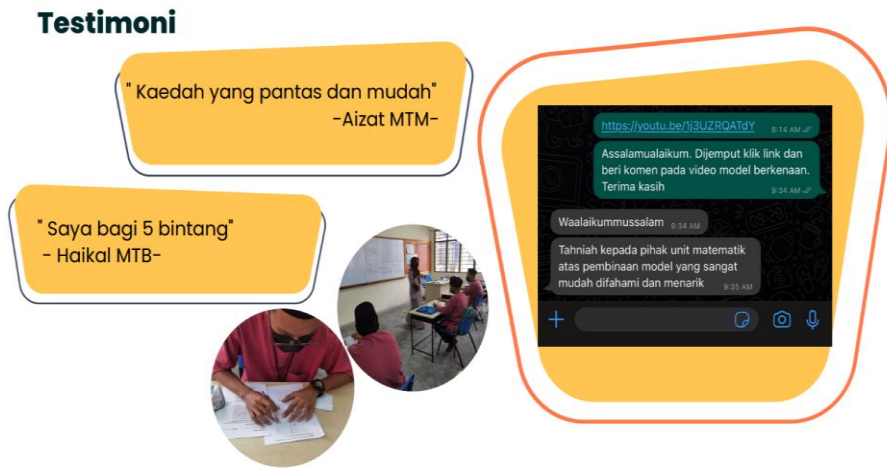 Testimoni
" Kaedah yang pantas dan mudah"
-Aizat MTM-
" Saya bagi 5 bintang"
- Haikal MTB-
https://youtu.be/1j3UZRQATdY 8:14 AM
Assalamualaikum. Dijemput klik link dan
beri komen pada video model berkenaan.
Terima kasih 9:34 AM
Waalaikummussalam 9:34 AM
Tahniah kepada pihak unit matematik
atas pembinaan model yang sangat
mudah difahami dan menarik 9:35 AM